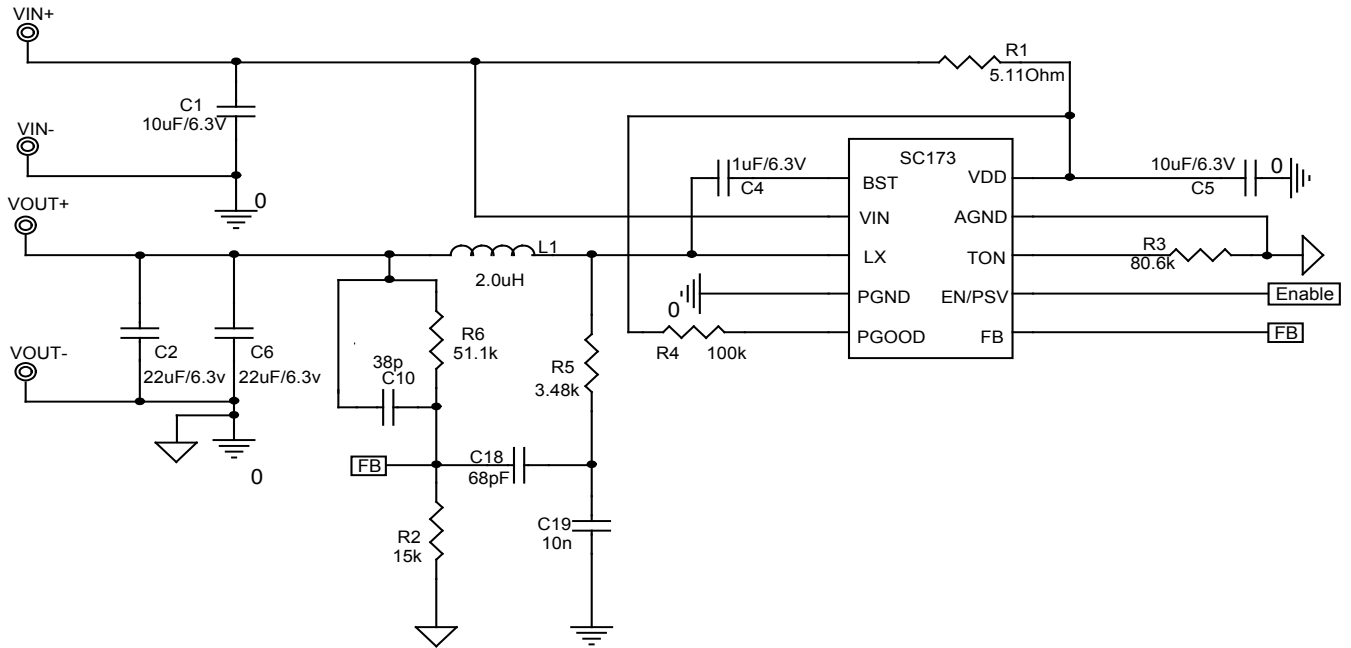 VIN+
R1
5.11Ohm
C1
10uF/6.3V
VIN-
0
SC173
1uF/6.3V
C4
10uF/6.3V
C5
0
BST
VDD
VOUT+
VIN
AGND
L1
2.0uH
LX
TON
R3
80.6k
PGND
EN/PSV
Enable
0
PGOOD
FB
FB
R4
100k
VOUT-
C2
22uF/6.3v
C6
22uF/6.3v
R6
51.1k
38p
C10
R5
3.48k
0
FB
C18
68pF
R2
15k
C19
10n